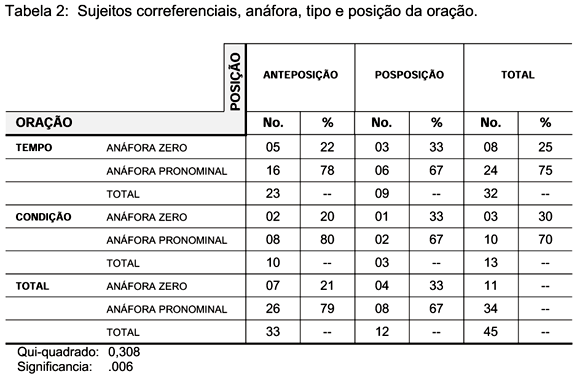 Tabela 2: Sujeitos correferenciais, anáfora, tipo e posição da oração.
POSIÇÃO ANTEPOSIÇÃO POSPOSIÇÃO TOTAL
ORAÇÃO No. % No. % No. %
TEMPO ANÁFORA ZERO 05 22 03 33 08 25
ANÁFORA PRONOMINAL 16 78 06 67 24 75
TOTAL 23 -- 09 -- 32 --
CONDIÇÃO ANÁFORA ZERO 02 20 01 33 03 30
ANÁFORA PRONOMINAL 08 80 02 67 10 70
TOTAL 10 -- 03 -- 13 --
TOTAL ANÁFORA ZERO 07 21 04 33 11 --
ANÁFORA PRONOMINAL 26 79 08 67 34 --
TOTAL 33 -- 12 -- 45 --
Qui-quadrado: 0,308
Significancia: .006